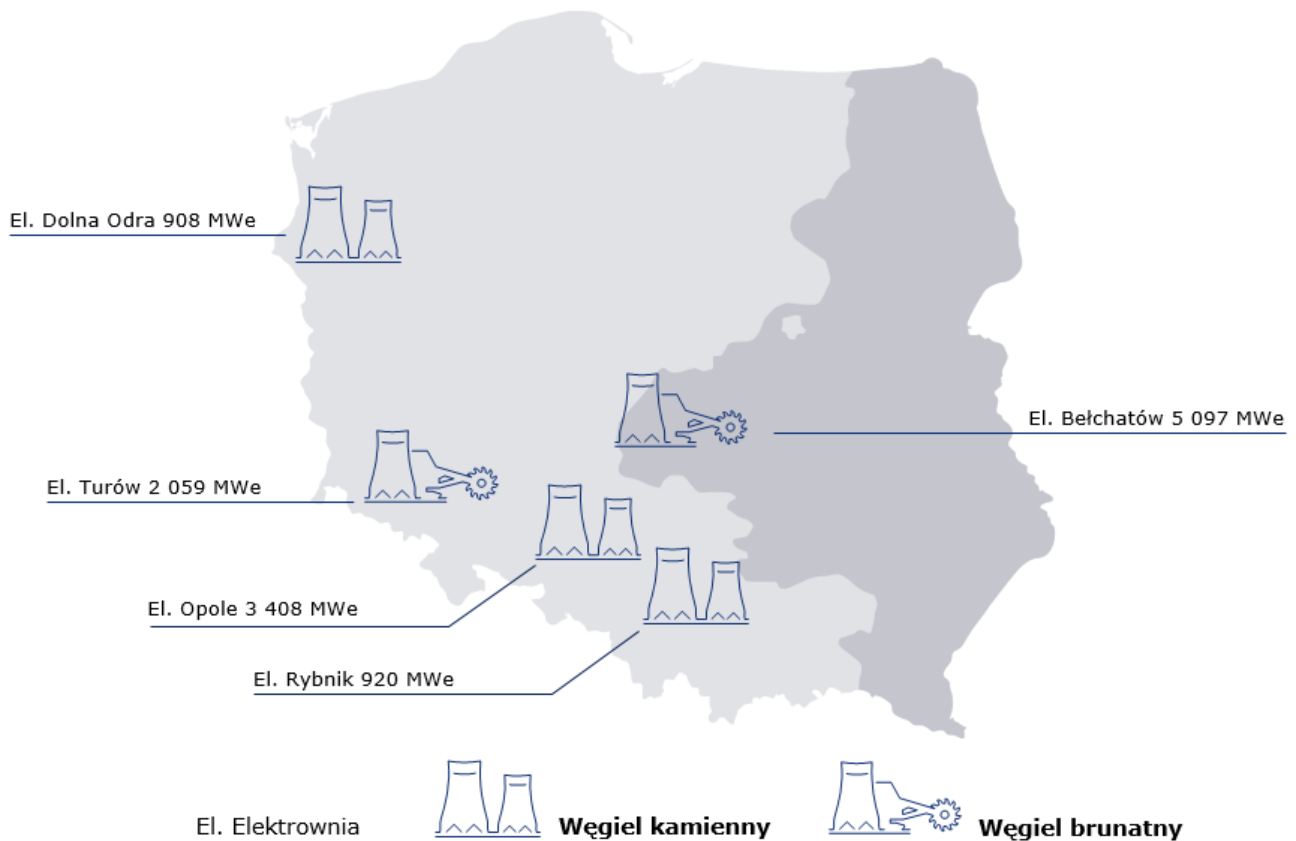 El. Dolna Odra 908 MWe
El. Bełchatów 5 097 MWe
El. Turów 2 059 MWe
El. Opole 3 408 MWe
El. Rybnik 920 MWe
El. Elektrownia
Węgiel kamienny
Węgiel brunatny